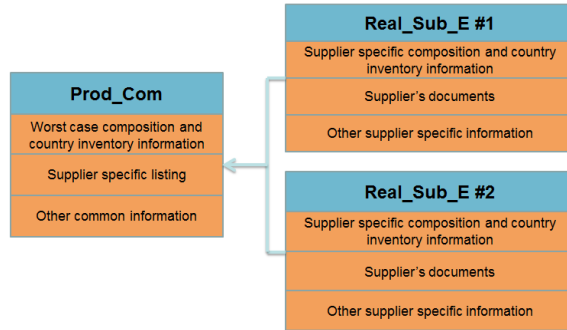 Prod_Com
Worst case composition and
country inventory information
Supplier specific listing
Other common information
Real_Sub_E #1
Supplier specific composition and country
inventory information
Supplier's documents
Other supplier specific information
Real_Sub_E #2
Supplier specific composition and country
inventory information
Supplier's documents
Other supplier specific information